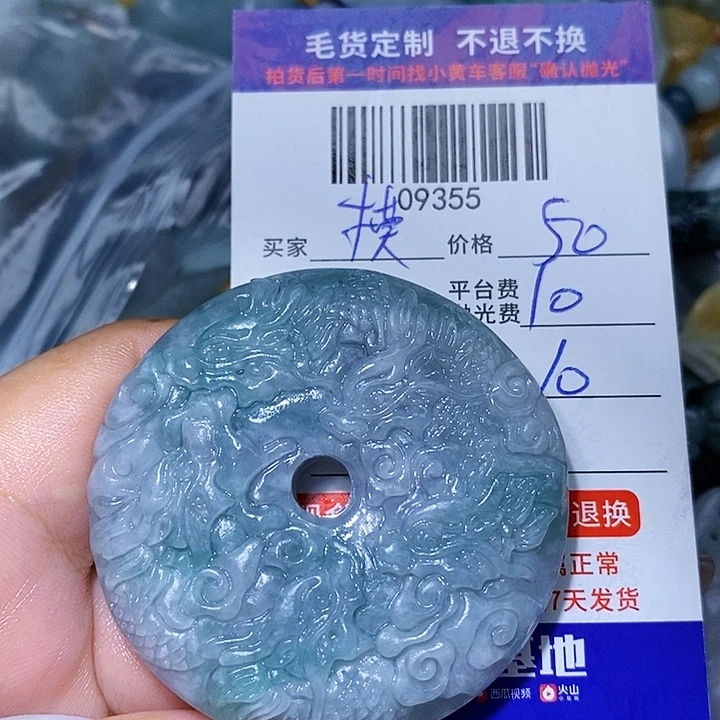 毛货定制 不退不换
拍货后第一时间找小黄车客服“确认抛光”
09355
买家 价格 50
平台费 10
光费
10
退换
正常
7天发货
基地
西瓜视频 火山